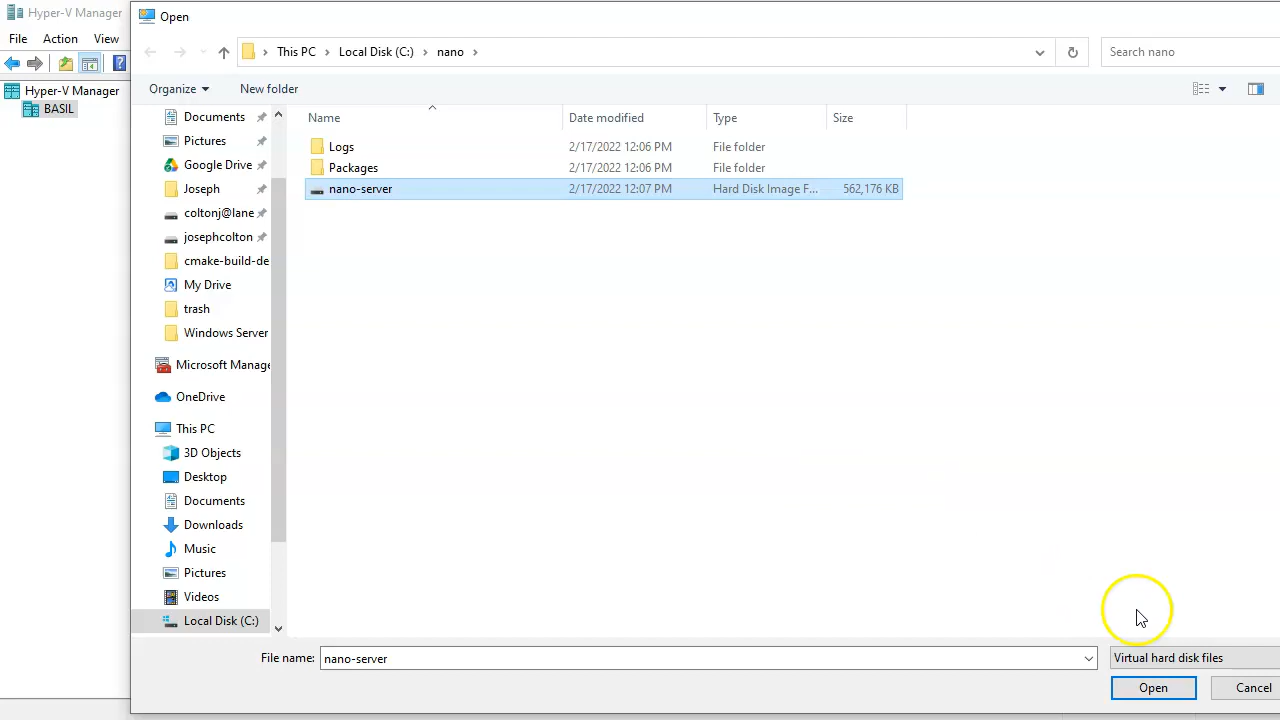 Hyper-V Manager
File Action View
Hyper-V Manager
BASIL
Open
This PC Local Disk (C:) nano
Search nano
Organize New folder
Documents
Pictures
Google Drive
Joseph
coltonj@lane
josephcolton
cmake-build-de
My Drive
trash
Windows Server
Microsoft Manage
OneDrive
This PC
3D Objects
Desktop
Documents
Downloads
Music
Pictures
Videos
Local Disk (C:)
Name Date modified Type Size
Logs 2/17/2022 12:06 PM File folder
Packages 2/17/2022 12:06 PM File folder
nano-server 2/17/2022 12:07 PM Hard Disk Image F... 562,176 KB
File name: nano-server Virtual hard disk files
Open Cancel